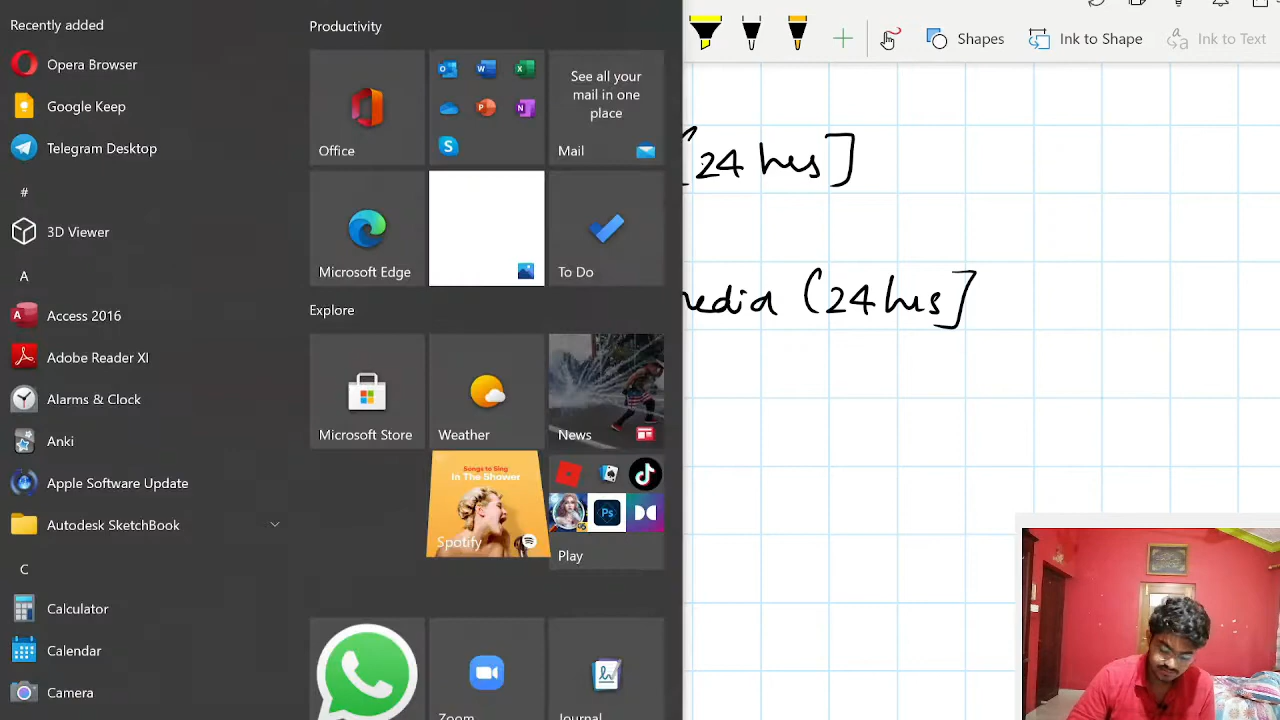 Recently added
Opera Browser
Google Keep
Telegram Desktop
#
3D Viewer
A
Access 2016
Adobe Reader XI
Alarms & Clock
Anki
Apple Software Update
Autodesk SketchBook
C
Calculator
Calendar
Camera
Productivity
Office
See all your
mail in one
place
Mail
Microsoft Edge
To Do
Explore
Microsoft Store
Weather
News
Songs to Sing
In The Shower
Spotify
Ps
Play
Zoom
Journal
Shapes
Ink to Shape
Ink to Text
[24 hrs]
media (24 hrs]